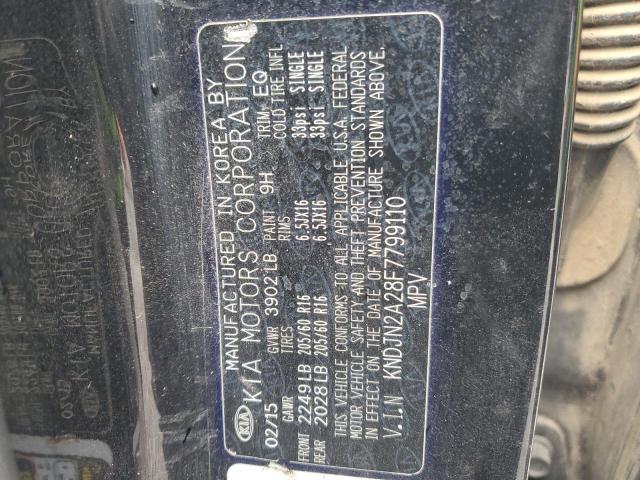 MANUFACTURED IN KOREA BY
KIA KIA MOTORS CORPORATION
02/15 GVWR 3902LB PAINT 9H TRIM EQ
GAWR TIRES RIMS COLD TIRE INFL
FRONT 2249LB 205/60 R16 6.5JX16 33psi SINGLE
REAR 2028LB 205/60 R16 6.5JX16 33psi SINGLE
THIS VEHICLE CONFORMS TO ALL APPLICABLE U.S.A. FEDERAL
MOTOR VEHICLE SAFETY AND THEFT PREVENTION STANDARDS
IN EFFECT ON THE DATE OF MANUFACTURE SHOWN ABOVE.
V.I.N KNDJN2A28F7799110
MPV